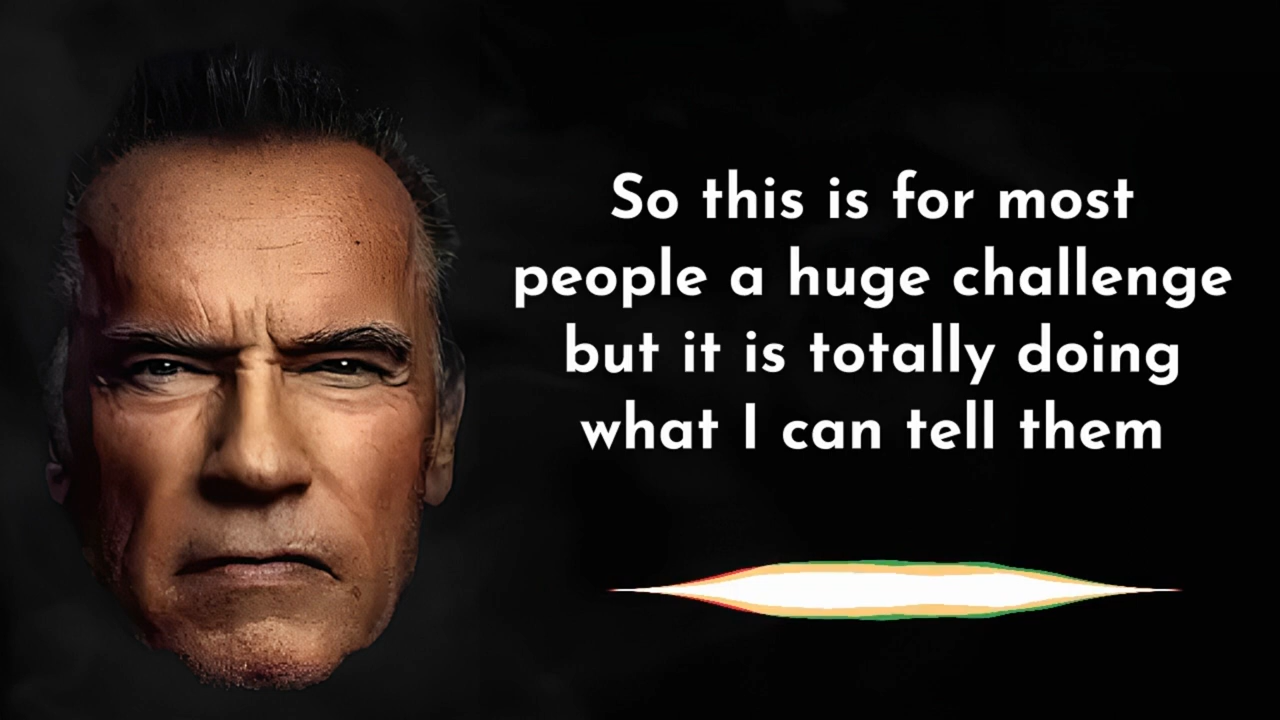 So this is for most
people a huge challenge
but it is totally doing
what I can tell them